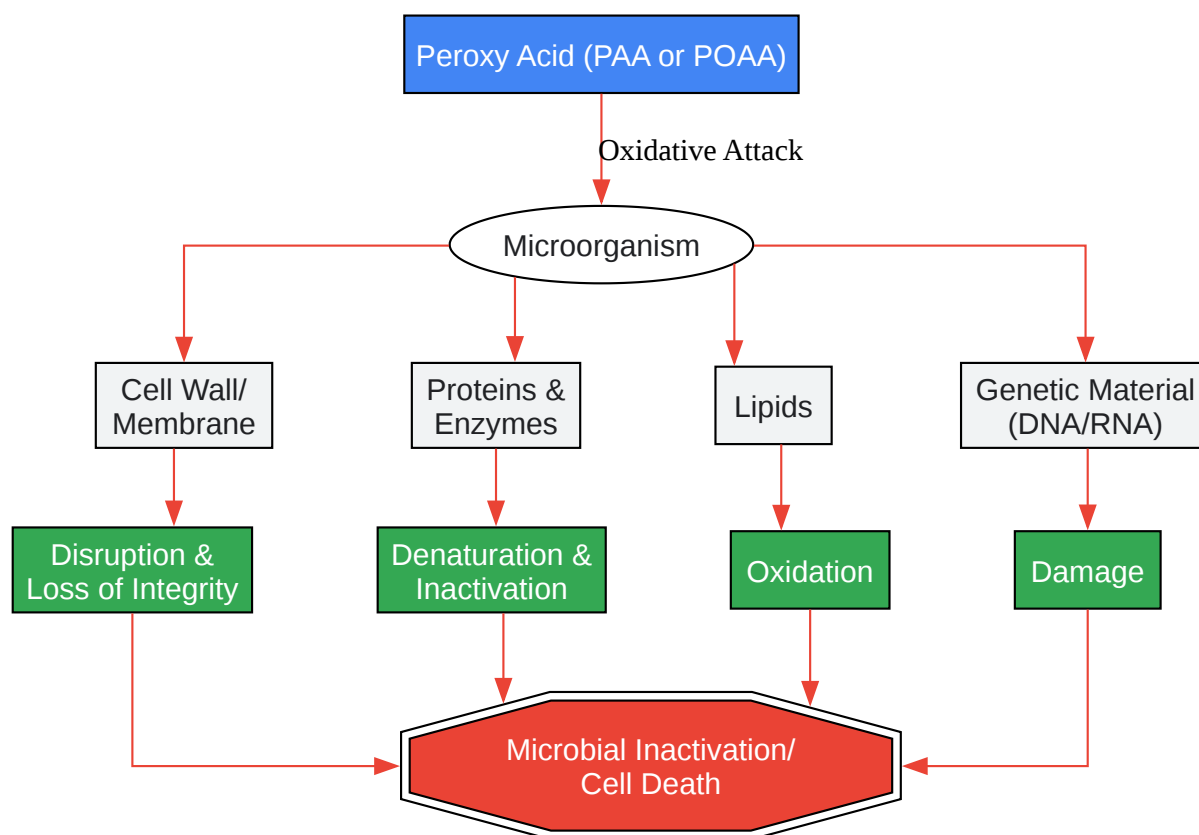 Peroxy Acid (PAA or POAA)
Oxidative Attack
Microorganism
Cell Wall/
Membrane
Proteins &
Enzymes
Lipids
Genetic Material
(DNA/RNA)
Disruption &
Loss of Integrity
Denaturation &
Inactivation
Oxidation
Damage
Microbial Inactivation/
Cell Death